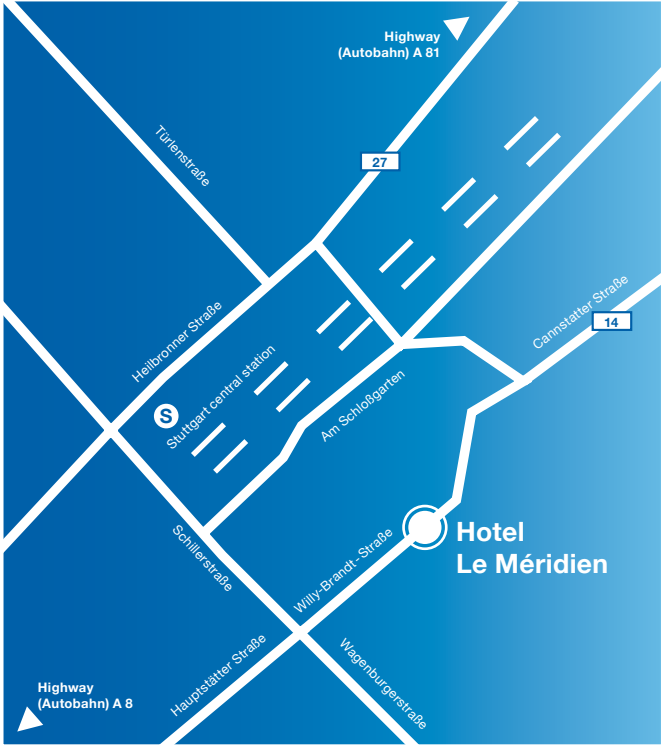 Highway
(Autobahn) A 81
Türlenstraße
27
Cannstatter Straße
14
Heilbronner Straße
Stuttgart central station
S
Am Schloßgarten
Schillerstraße
Willy-Brandt-Straße
Hotel
Le Méridien
Hauptstätter Straße
Wagenburgerstraße
Highway
(Autobahn) A 8